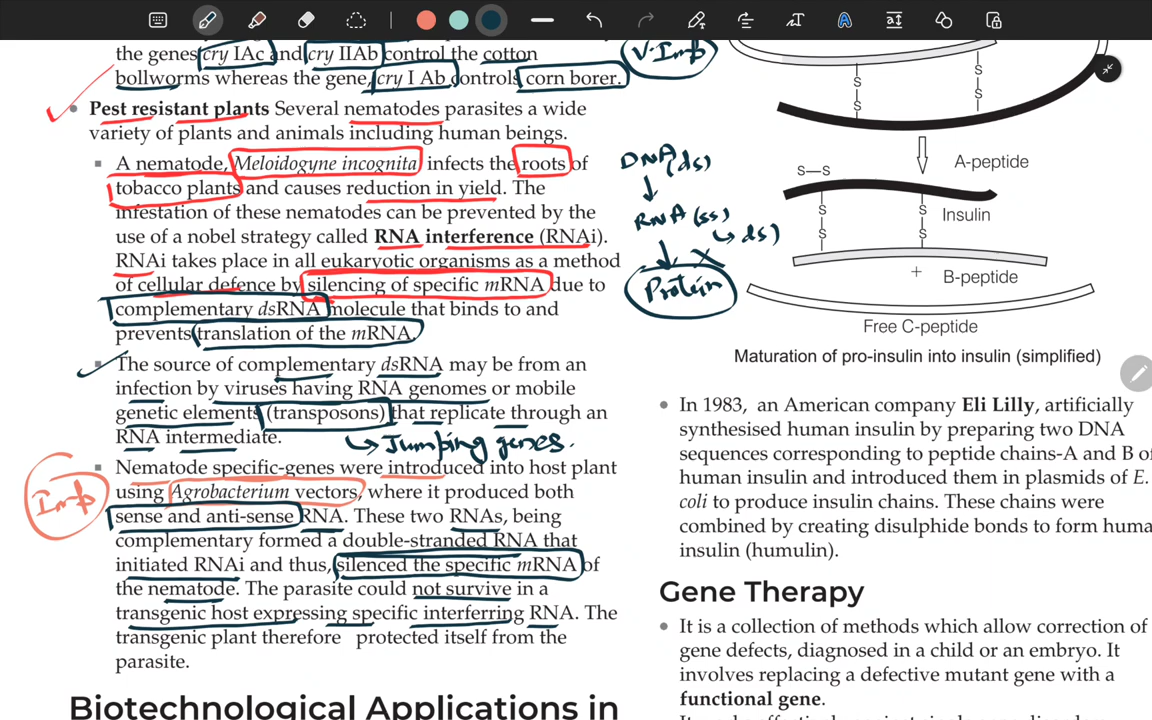 the genes cry IAc and cry IIAb control the cotton
bollworms whereas the gene, cry I Ab controls corn borer.
• Pest resistant plants Several nematodes parasites a wide
variety of plants and animals including human beings.
A nematode, Meloidogyne incognita infects the roots of
tobacco plants and causes reduction in yield. The
infestation of these nematodes can be prevented by the
use of a nobel strategy called RNA interference (RNAi).
RNAi takes place in all eukaryotic organisms as a method
of cellular defence by silencing of specific mRNA due to
complementary dsRNA molecule that binds to and
prevents translation of the mRNA.
The source of complementary dsRNA may be from an
infection by viruses having RNA genomes or mobile
genetic elements (transposons) that replicate through an
RNA intermediate.
↳ Jumping genes.
Imp
Nematode specific-genes were introduced into host plant
using Agrobacterium vectors, where it produced both
sense and anti-sense RNA. These two RNAs, being
complementary formed a double-stranded RNA that
initiated RNAi and thus, silenced the specific mRNA of
the nematode. The parasite could not survive in a
transgenic host expressing specific interferring RNA. The
transgenic plant therefore protected itself from the
parasite.
Biotechnological Applications in
V.Imp
DNA (ds)
↓
RNA (ss)
↳ ds)
Protein
S
S
S
S
A-peptide
S—S
Insulin
S
S
S
S
+
B-peptide
Free C-peptide
Maturation of pro-insulin into insulin (simplified)
• In 1983, an American company Eli Lilly, artificially
synthesised human insulin by preparing two DNA
sequences corresponding to peptide chains-A and B of
human insulin and introduced them in plasmids of E.
coli to produce insulin chains. These chains were
combined by creating disulphide bonds to form huma
insulin (humulin).
Gene Therapy
• It is a collection of methods which allow correction of
gene defects, diagnosed in a child or an embryo. It
involves replacing a defective mutant gene with a
functional gene.